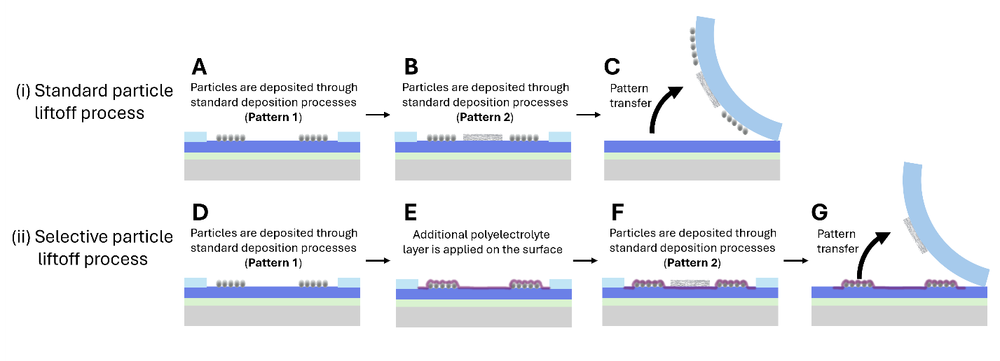 (i) Standard particle
liftoff process
A
Particles are deposited through
standard deposition processes
(Pattern 1)
B
Particles are deposited through
standard deposition processes
(Pattern 2)
C
Pattern
transfer
(ii) Selective particle
liftoff process
D
Particles are deposited through
standard deposition processes
(Pattern 1)
E
Additional polyelectrolyte
layer is applied on the surface
F
Particles are deposited through
standard deposition processes
(Pattern 2)
G
Pattern
transfer